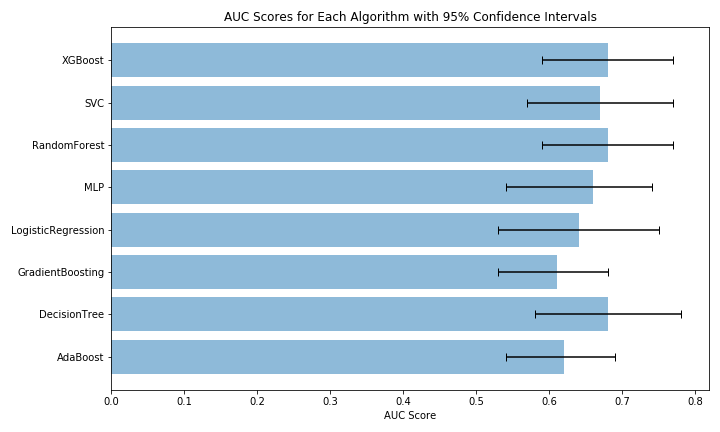 AUC Scores for Each Algorithm with 95% Confidence Intervals
XGBoost
SVC
RandomForest
MLP
LogisticRegression
GradientBoosting
DecisionTree
AdaBoost
0.0 0.1 0.2 0.3 0.4 0.5 0.6 0.7 0.8
AUC Score